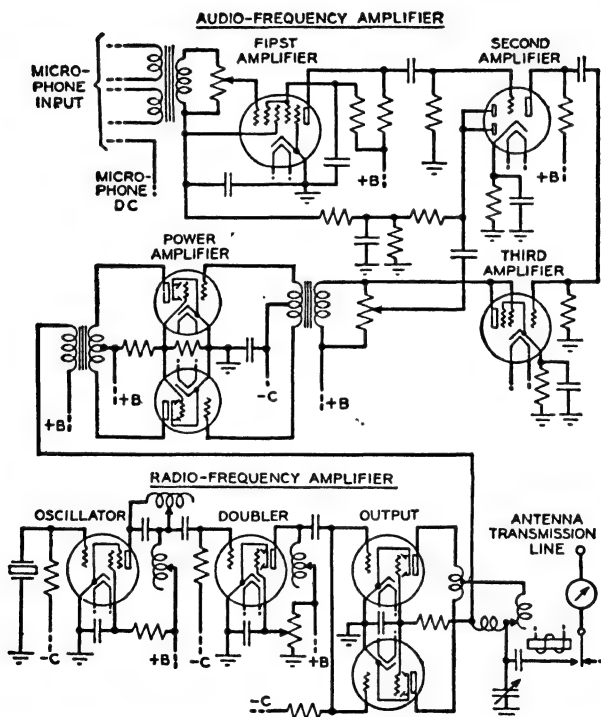 AUDIO-FREQUENCY AMPLIFIER
FIRST
AMPLIFIER
SECOND
AMPLIFIER
MICRO-
PHONE
INPUT
MICRO-
PHONE
DC
+B
+B
POWER
AMPLIFIER
THIRD
AMPLIFIER
+B
+B
-C
+B
RADIO-FREQUENCY AMPLIFIER
OSCILLATOR
DOUBLER
OUTPUT
ANTENNA
TRANSMISSION
LINE
-C
+B
-C
+B
-C